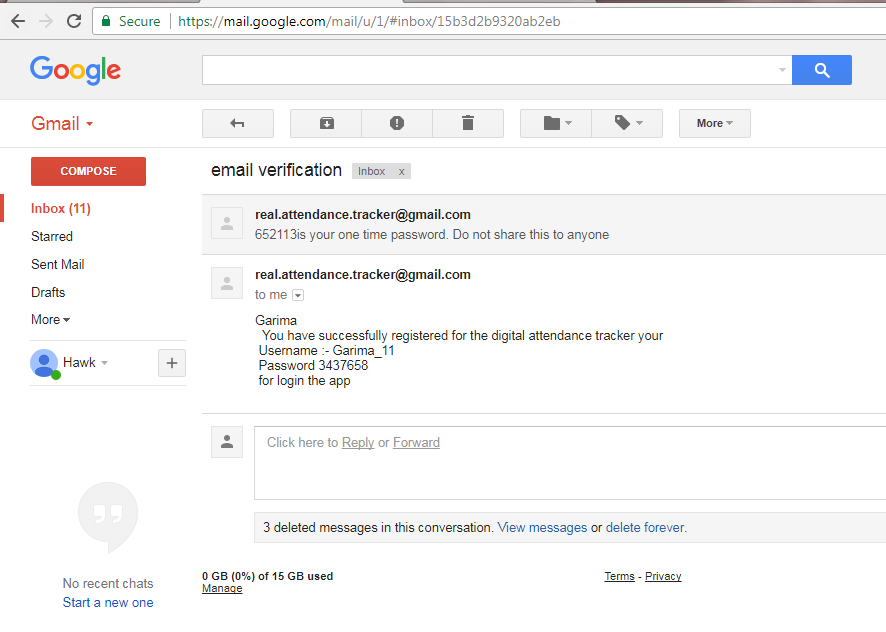 Secure https://mail.google.com/mail/u/1/#inbox/15b3d2b9320ab2eb
Google
Gmail
More
COMPOSE
email verification Inbox x
Inbox (11)
Starred
Sent Mail
Drafts
More
Hawk
real.attendance.tracker@gmail.com
652113is your one time password. Do not share this to anyone
real.attendance.tracker@gmail.com
to me
Garima
You have successfully registered for the digital attendance tracker your
Username :- Garima_11
Password 3437658
for login the app
Click here to Reply or Forward
3 deleted messages in this conversation. View messages or delete forever.
No recent chats
Start a new one
0 GB (0%) of 15 GB used
Manage
Terms - Privacy